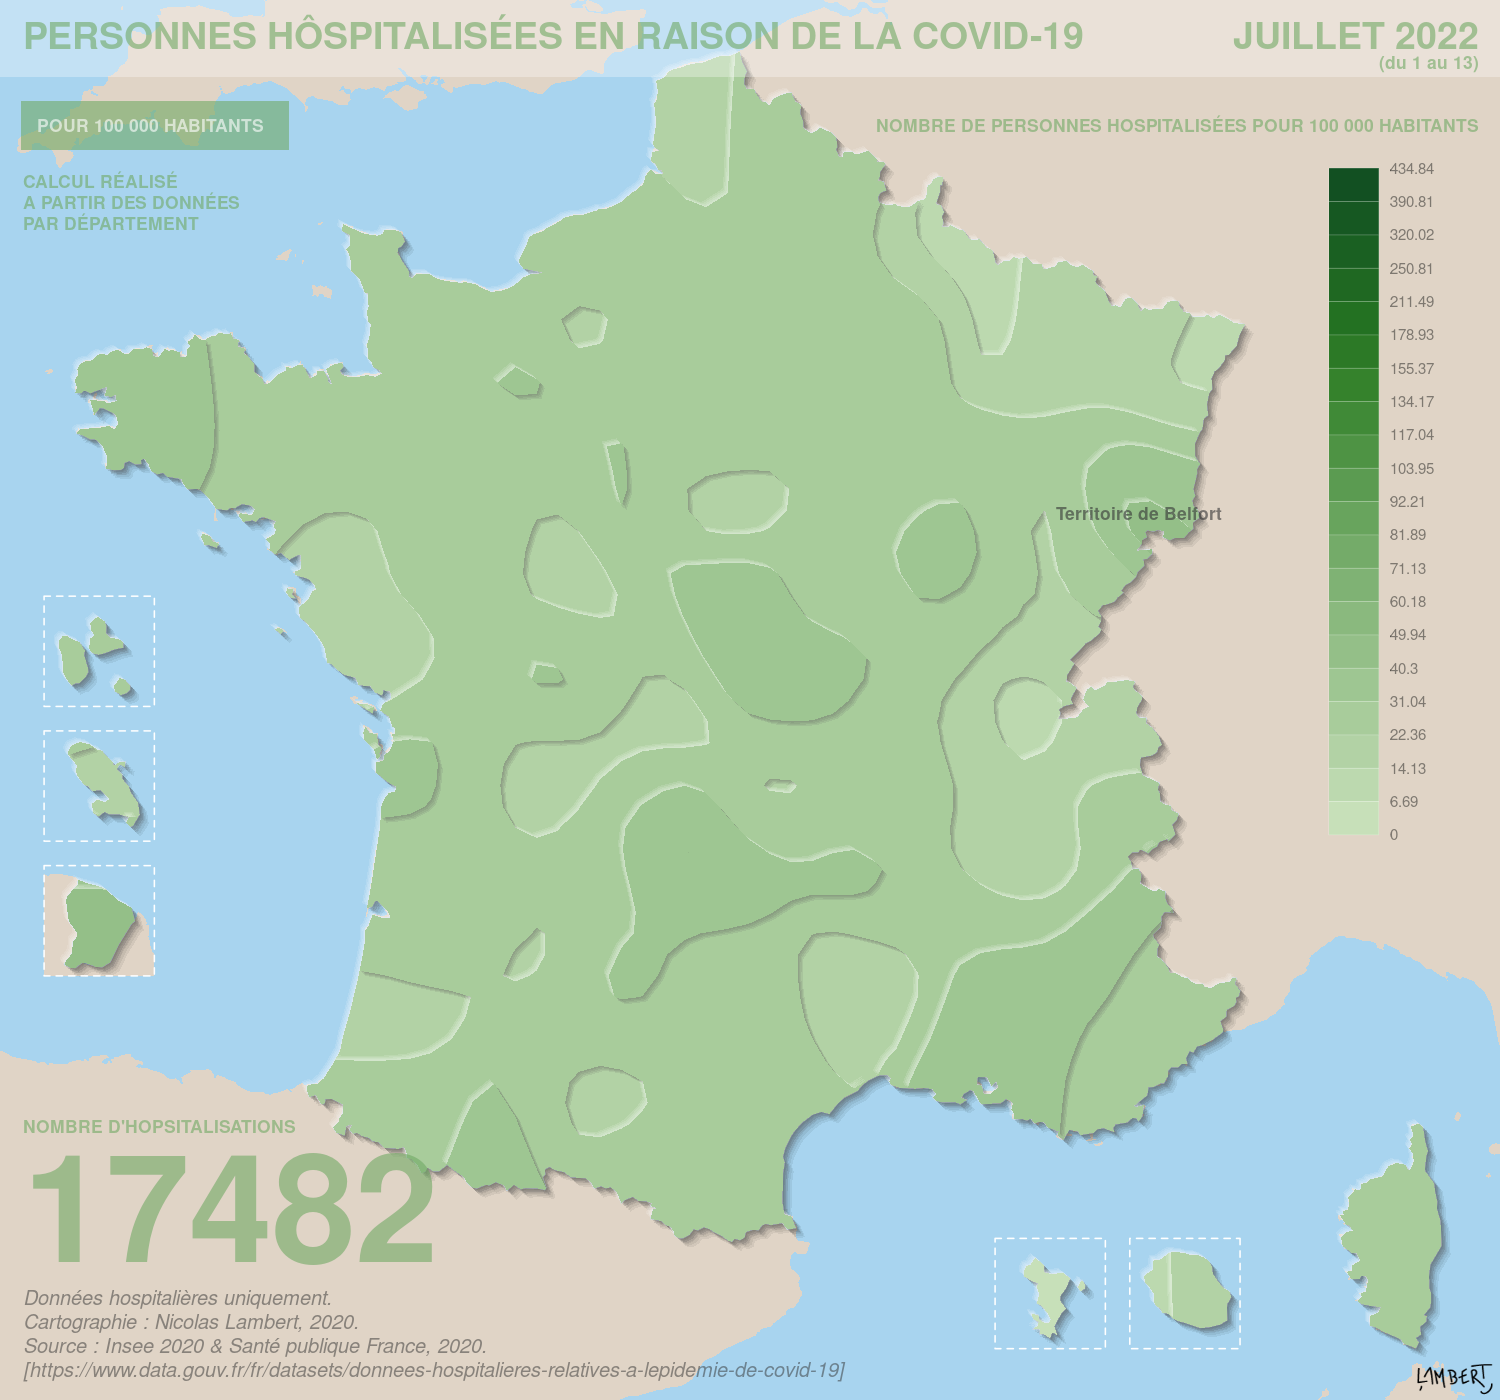 PERSONNES HÔSPITALISÉES EN RAISON DE LA COVID-19
JUILLET 2022
(du 1 au 13)
POUR 100 000 HABITANTS
CALCUL RÉALISÉ
A PARTIR DES DONNÉES
PAR DÉPARTEMENT
NOMBRE DE PERSONNES HOSPITALISÉES POUR 100 000 HABITANTS
434.84
390.81
320.02
250.81
211.49
178.93
155.37
134.17
117.04
103.95
92.21
81.89
71.13
60.18
49.94
40.3
31.04
22.36
14.13
6.69
0
Territoire de Belfort
NOMBRE D'HOPSITALISATIONS
17482
Données hospitalières uniquement.
Cartographie : Nicolas Lambert, 2020.
Source : Insee 2020 & Santé publique France, 2020.
[https://www.data.gouv.fr/fr/datasets/donnees-hospitalieres-relatives-a-lepidemie-de-covid-19]
LAMBERT